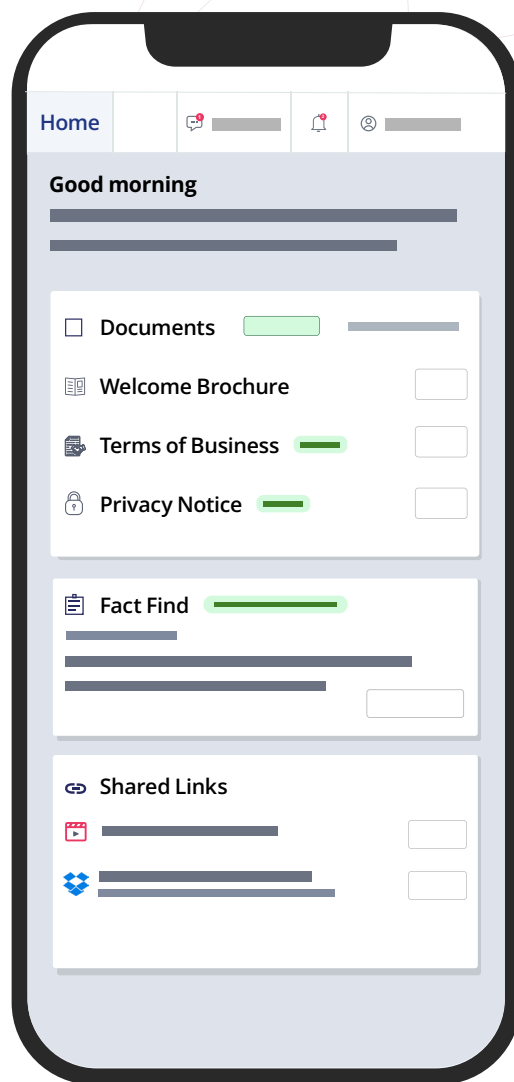 Home
Good morning
Documents
Welcome Brochure
Terms of Business
Privacy Notice
Fact Find
Shared Links